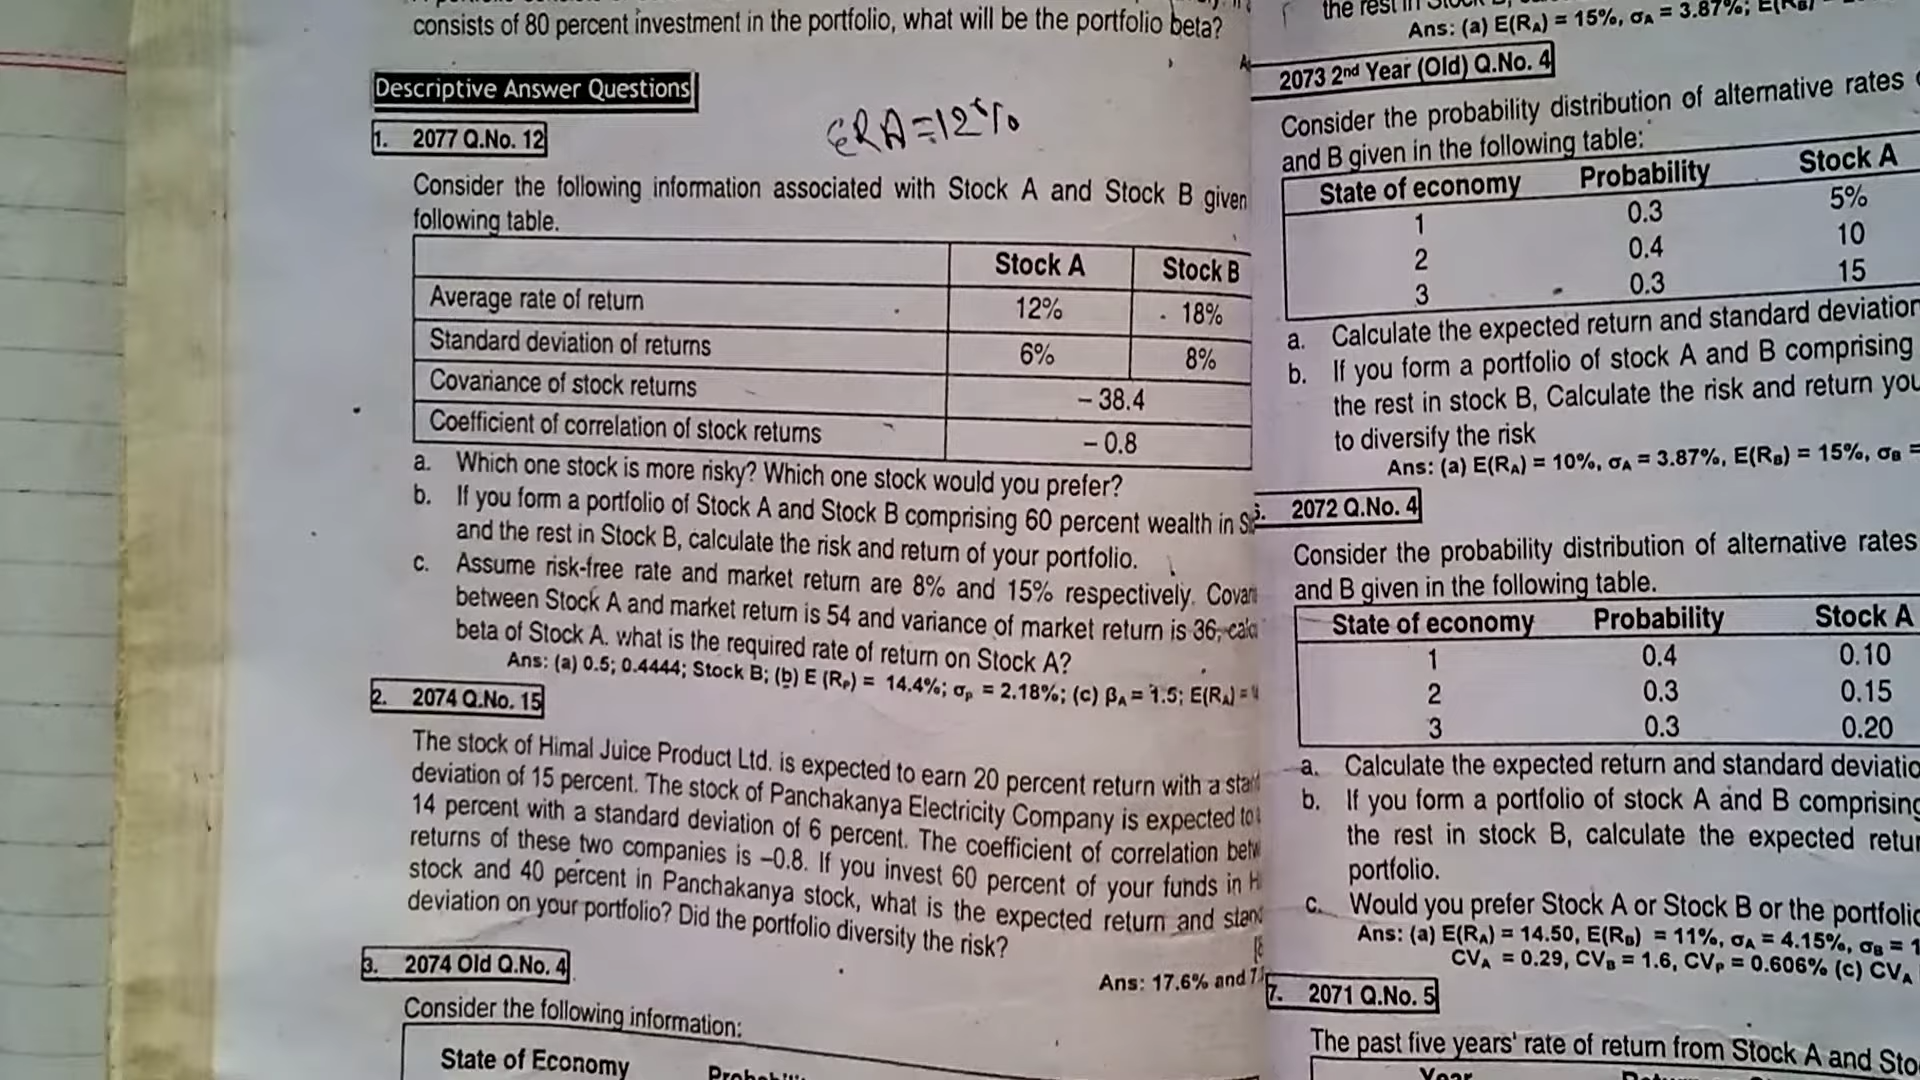 consists of 80 percent investment in the portfolio, what will be the portfolio beta?
Descriptive Answer Questions
1. 2077 Q.No. 12
ERA=12%
Consider the following information associated with Stock A and Stock B given
following table.
Stock A Stock B
Average rate of return 12% 18%
Standard deviation of returns 6% 8%
Covariance of stock returns – 38.4
Coefficient of correlation of stock returns – 0.8
a. Which one stock is more risky? Which one stock would you prefer?
b. If you form a portfolio of Stock A and Stock B comprising 60 percent wealth in
and the rest in Stock B, calculate the risk and return of your portfolio.
c. Assume risk-free rate and market return are 8% and 15% respectively.
between Stock A and market return is 54 and variance of market return is 36,
beta of Stock A. what is the required rate of return on Stock A?
Ans: (a) 0.5; 0.4444; Stock B; (b) E (Rₚ) = 14.4%; σₚ = 2.18%; (c) βA = 1.5; E(RA) =
2. 2074 Q.No. 15
The stock of Himal Juice Product Ltd. is expected to earn 20 percent return with a
deviation of 15 percent. The stock of Panchakanya Electricity Company is expected to
14 percent with a standard deviation of 6 percent. The coefficient of correlation
returns of these two companies is –0.8. If you invest 60 percent of your funds in
stock and 40 percent in Panchakanya stock, what is the expected return and
deviation on your portfolio? Did the portfolio diversity the risk?
Ans: 17.6% and
3. 2074 Old Q.No. 4
Consider the following information:
State of Economy
the rest in
Ans: (a) E(RA) = 15%, σA = 3.87%;
2073 2nd Year (Old) Q.No. 4
Consider the probability distribution of alternative rates
and B given in the following table:
State of economy Probability Stock A
1 0.3 5%
2 0.4 10
3 0.3 15
a. Calculate the expected return and standard deviation
b. If you form a portfolio of stock A and B comprising
the rest in stock B, Calculate the risk and return you
to diversify the risk
Ans: (a) E(RA) = 10%, σA = 3.87%, E(RB) = 15%, σB =
2072 Q.No. 4
Consider the probability distribution of alternative rates
and B given in the following table.
State of economy Probability Stock A
1 0.4 0.10
2 0.3 0.15
3 0.3 0.20
a. Calculate the expected return and standard
b. If you form a portfolio of stock A and B comprising
the rest in stock B, calculate the expected
portfolio.
c. Would you prefer Stock A or Stock B or the
Ans: (a) E(RA) = 14.50, E(RB) = 11%, σA = 4.15%, σB = 1
CVA = 0.29, CVB = 1.6, CVP = 0.606% (c) CVA
7. 2071 Q.No. 5
The past five years' rate of return from Stock A and
Year